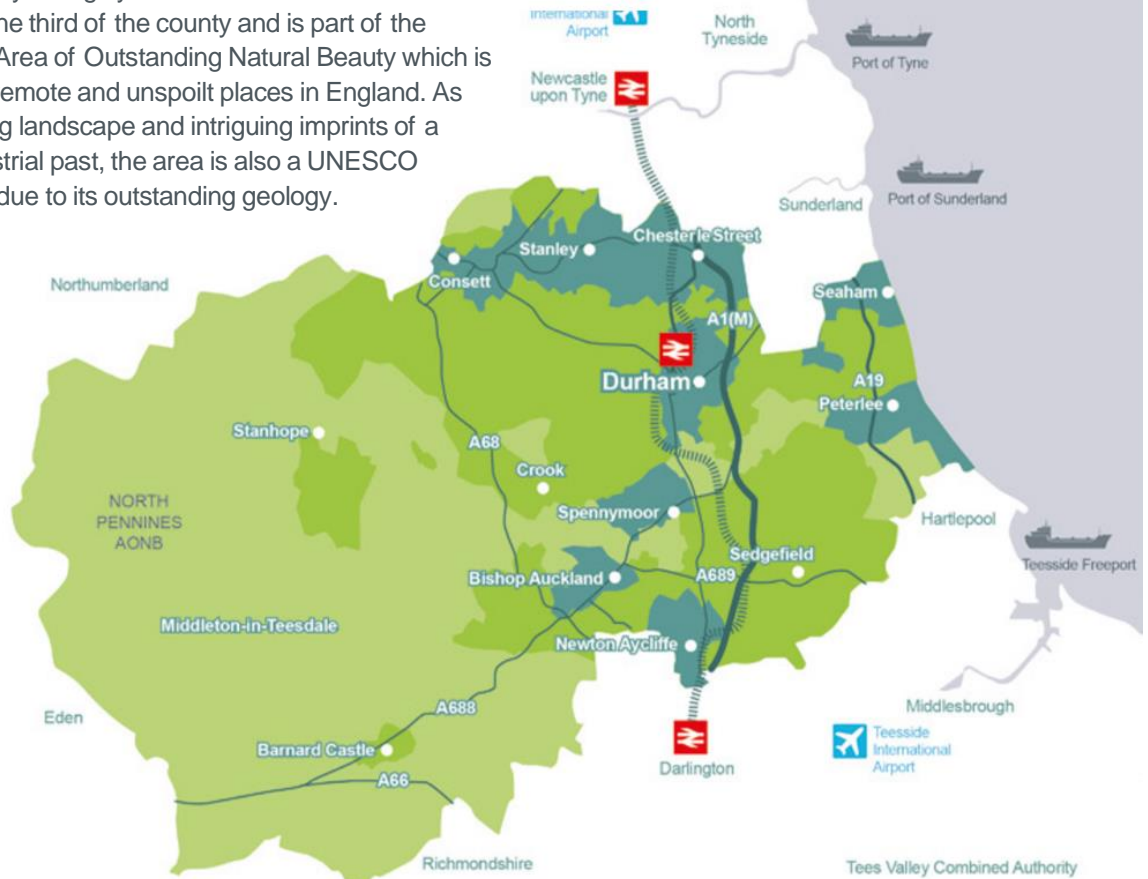 he third of the county and is part of the
Area of Outstanding Natural Beauty which is
emote and unspoilt places in England. As
g landscape and intriguing imprints of a
strial past, the area is also a UNESCO
due to its outstanding geology.
International
Airport
North
Tyneside
Port of Tyne
Newcastle
upon Tyne
Sunderland
Port of Sunderland
Northumberland
Stanley
Chesterle Street
Consett
Seaham
A1(M)
Durham
A19
Peterlee
Stanhope
A68
Crook
NORTH
PENNINES
AONB
Spennymoor
Hartlepool
Sedgefield
Teesside Freeport
Bishop Auckland
A689
Middleton-in-Teesdale
Newton Aycliffe
Eden
A688
Middlesbrough
Barnard Castle
Darlington
Teesside
International
Airport
A66
Richmondshire
Tees Valley Combined Authority